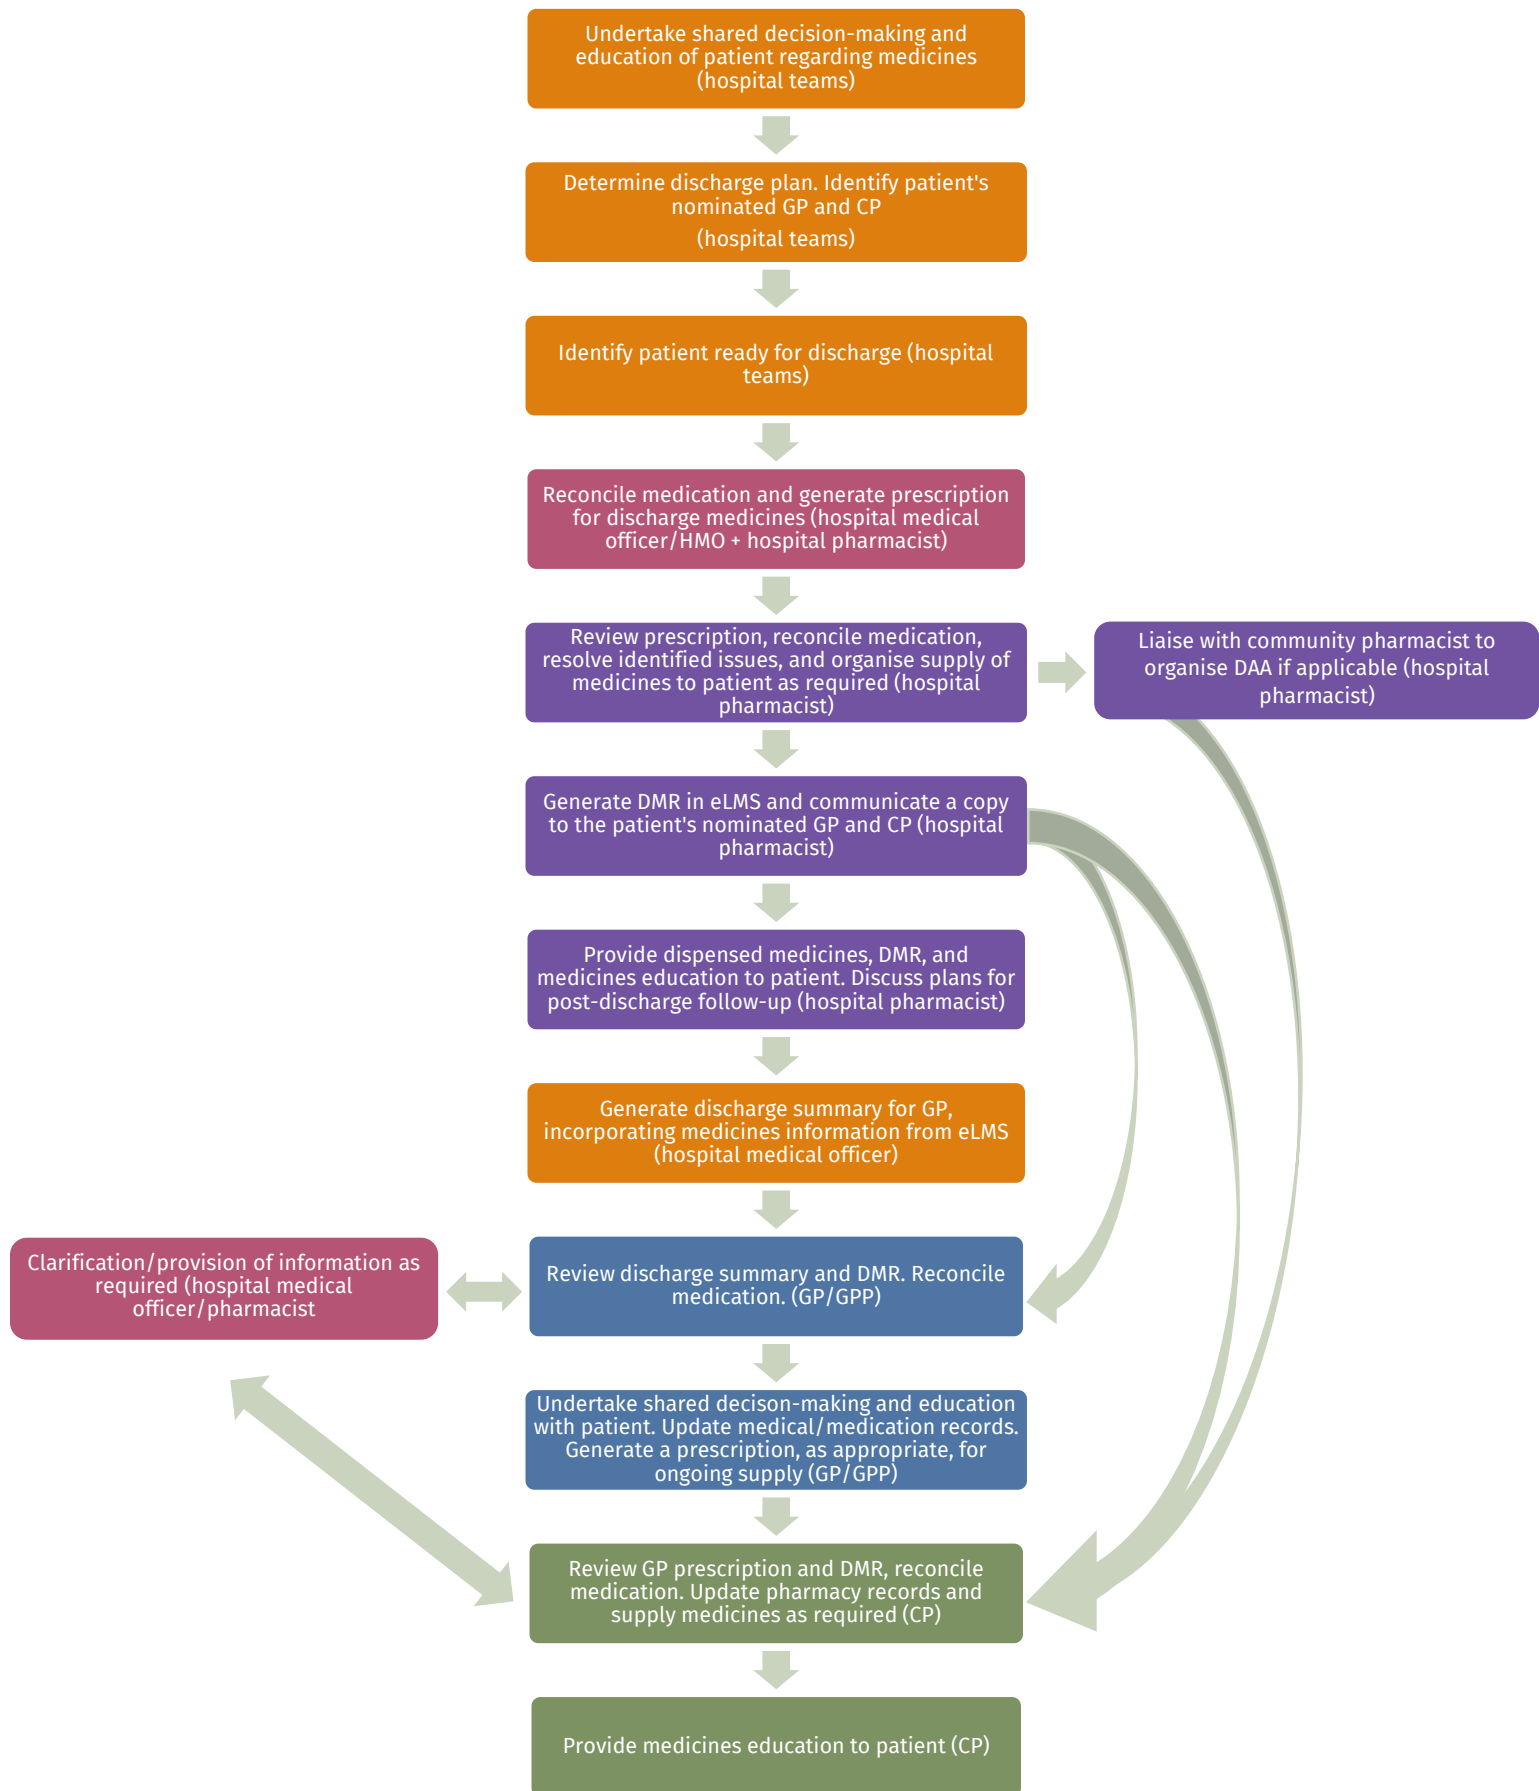 Undertake shared decision-making and
education of patient regarding medicines
(hospital teams)
Determine discharge plan. Identify patient's
nominated GP and CP
(hospital teams)
Identify patient ready for discharge (hospital
teams)
Reconcile medication and generate prescription
for discharge medicines (hospital medical
officer/HMO + hospital pharmacist)
Review prescription, reconcile medication,
resolve identified issues, and organise supply of
medicines to patient as required (hospital
pharmacist)
Liaise with community pharmacist to
organise DAA if applicable (hospital
pharmacist)
Generate DMR in eLMS and communicate a copy
to the patient's nominated GP and CP (hospital
pharmacist)
Provide dispensed medicines, DMR, and
medicines education to patient. Discuss plans for
post-discharge follow-up (hospital pharmacist)
Generate discharge summary for GP,
incorporating medicines information from eLMS
(hospital medical officer)
Clarification/provision of information as
required (hospital medical
officer/pharmacist
Review discharge summary and DMR. Reconcile
medication. (GP/GPP)
Undertake shared decison-making and education
with patient. Update medical/medication records.
Generate a prescription, as appropriate, for
ongoing supply (GP/GPP)
Review GP prescription and DMR, reconcile
medication. Update pharmacy records and
supply medicines as required (CP)
Provide medicines education to patient (CP)